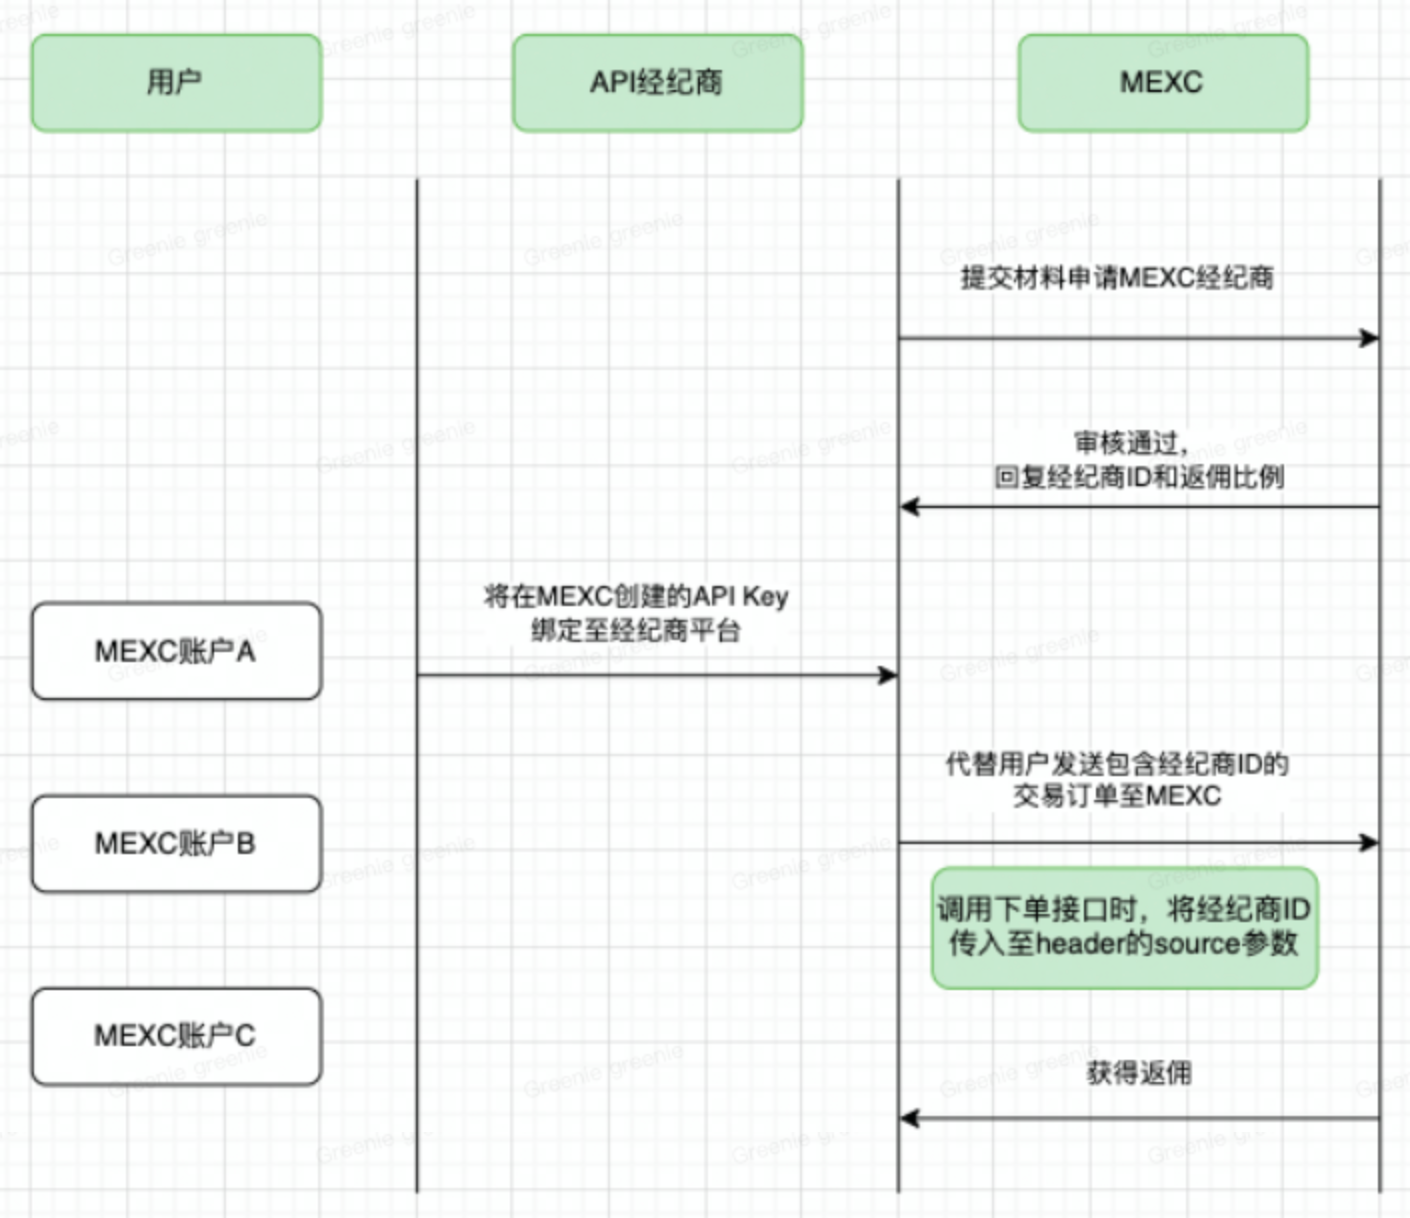 用户
API经纪商
MEXC
提交材料申请MEXC经纪商
审核通过，
回复经纪商ID和返佣比例
将在MEXC创建的API Key
绑定至经纪商平台
MEXC账户A
代替用户发送包含经纪商ID的
交易订单至MEXC
MEXC账户B
调用下单接口时，将经纪商ID
传入至header的source参数
MEXC账户C
获得返佣
Greenie greenie